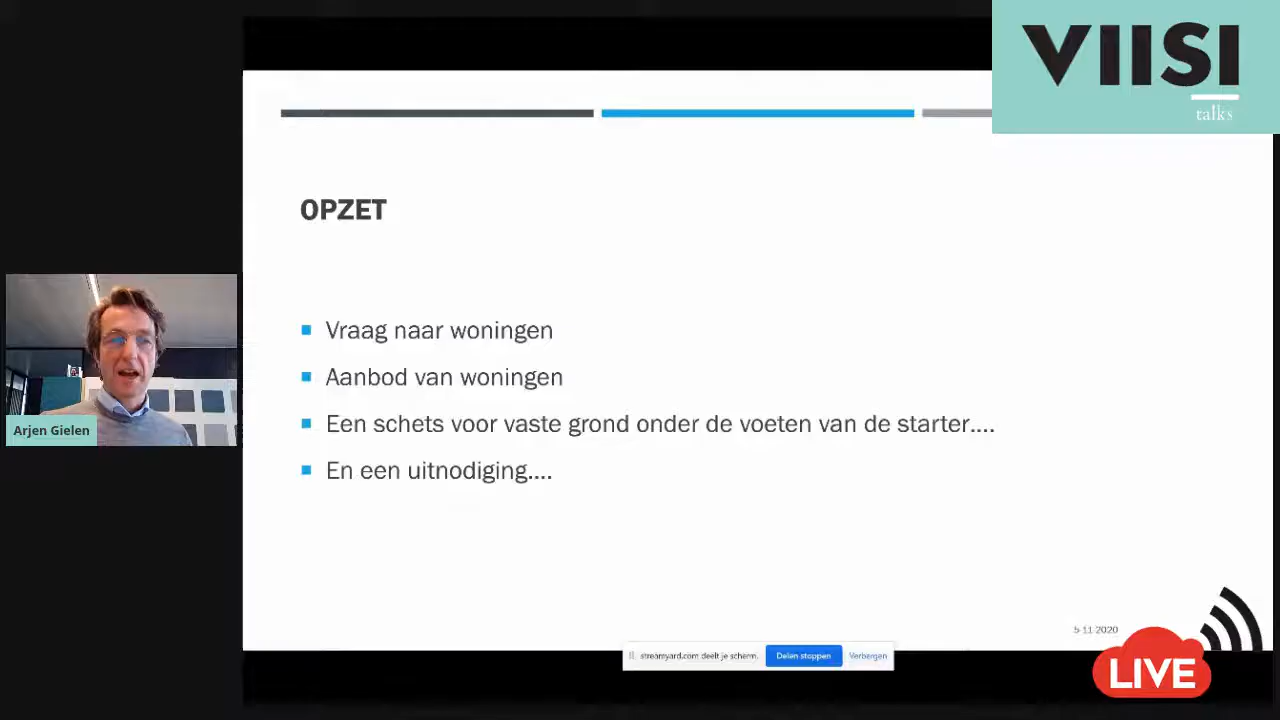 VIISI
talks
OPZET
Vraag naar woningen
Aanbod van woningen
Een schets voor vaste grond onder de voeten van de starter....
En een uitnodiging....
Arjen Gielen
5-11-2020
streamyard.com deelt je scherm.
Delen stoppen
Verbergen
LIVE